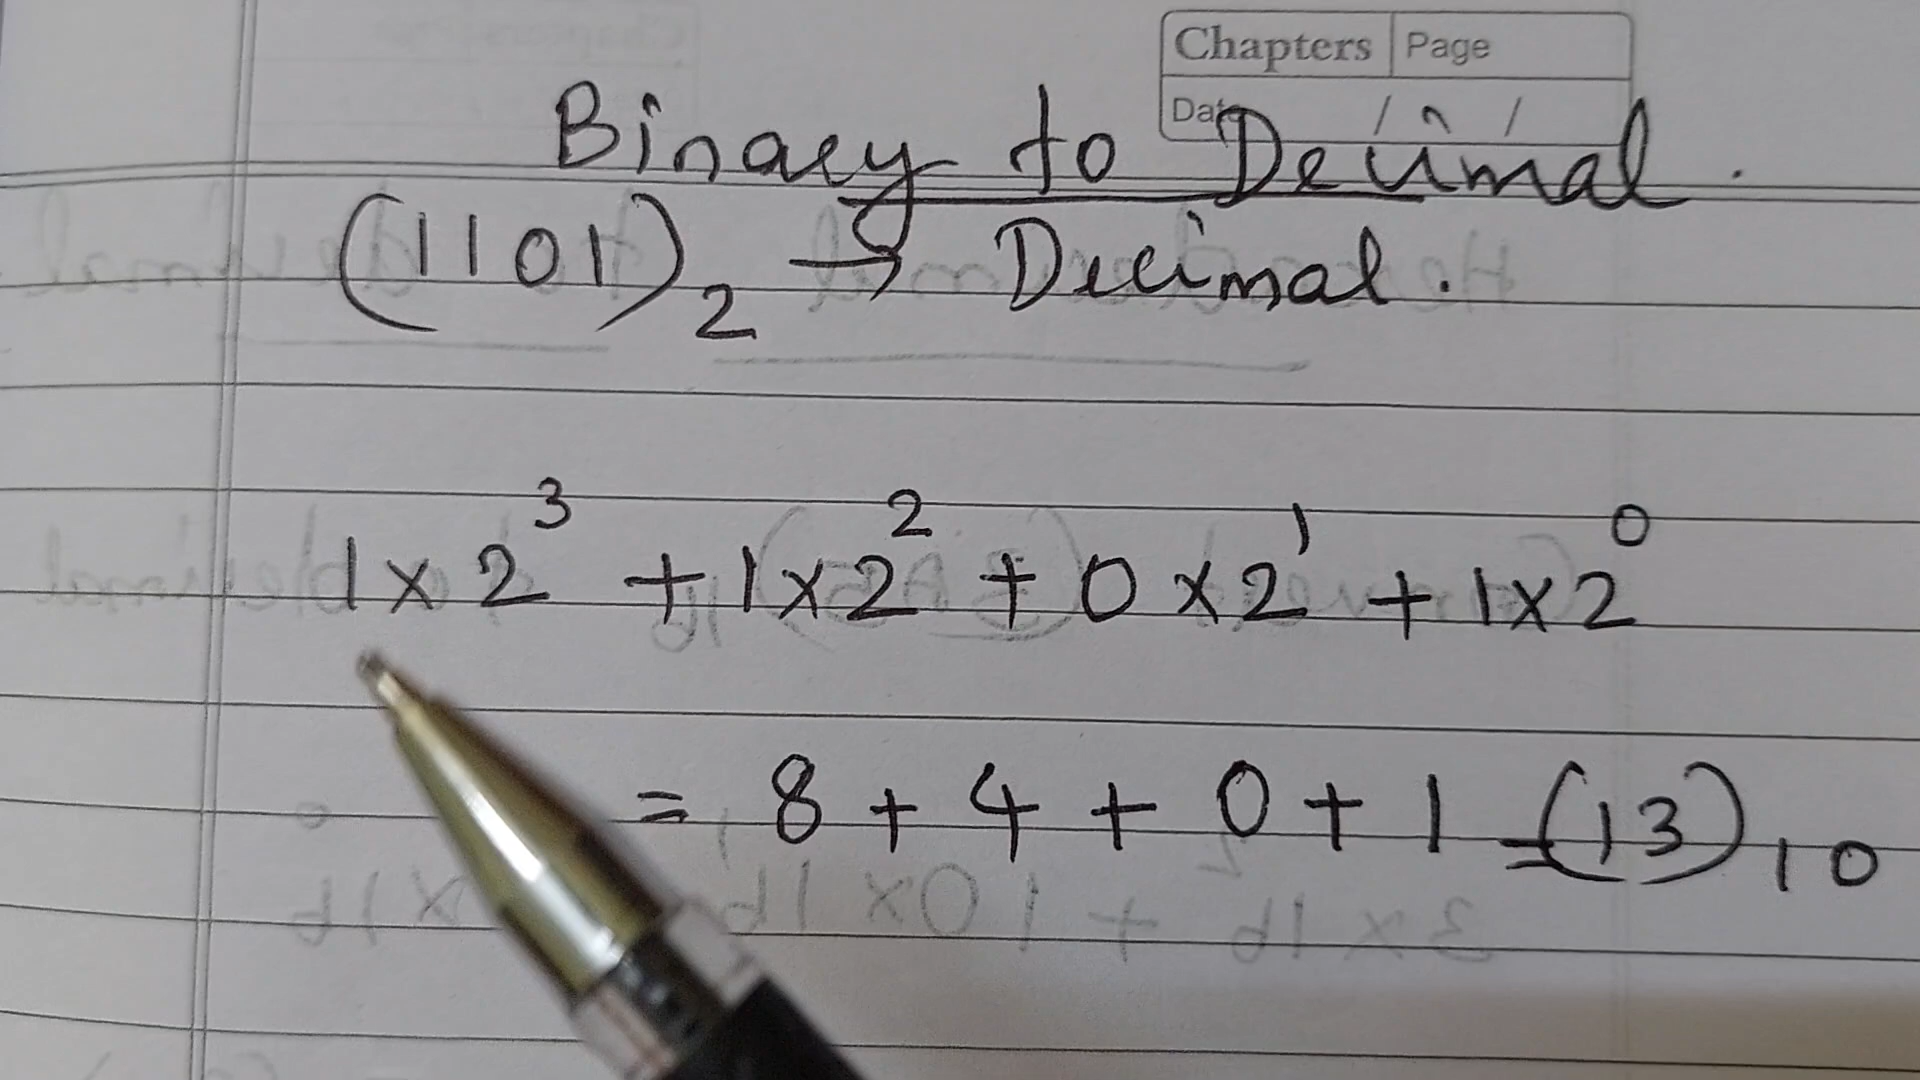 Chapters Page
Date / /
Binary to Decimal.
(1101)₂ → Decimal.
1 × 2³ + 1 × 2² + 0 × 2¹ + 1 × 2⁰
= 8 + 4 + 0 + 1 = (13)₁₀